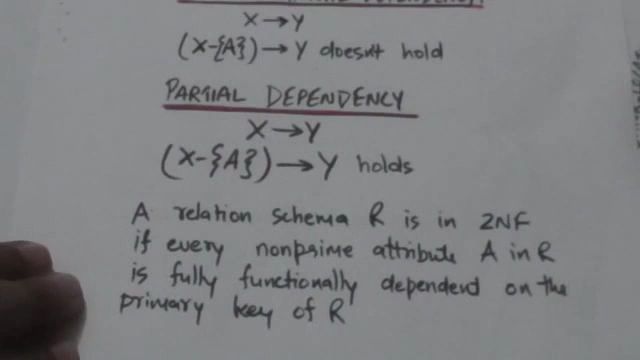 DEPENDENCY
X→Y
(X-{A})→Y doesn't hold
PARTIAL DEPENDENCY
X→Y
(X-{A})→Y holds
A relation schema R is in 2NF
if every nonprime attribute A in R
is fully functionally dependent on the
primary key of R